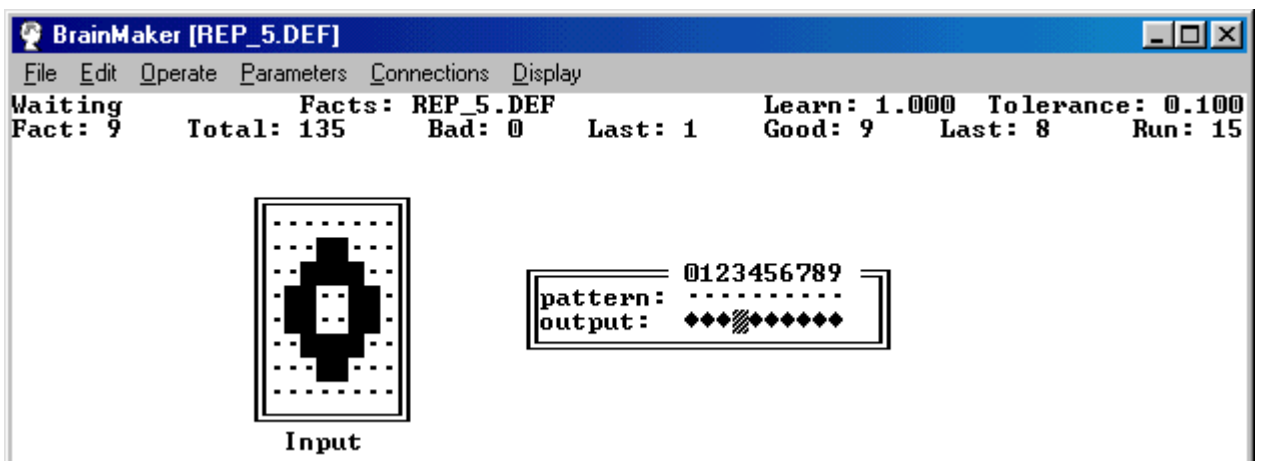 BrainMaker [REP_5.DEF]
File Edit Operate Parameters Connections Display
Waiting Facts: REP_5.DEF Learn: 1.000 Tolerance: 0.100
Fact: 9 Total: 135 Bad: 0 Last: 1 Good: 9 Last: 8 Run: 15
0123456789
pattern: ----------
output:
Input